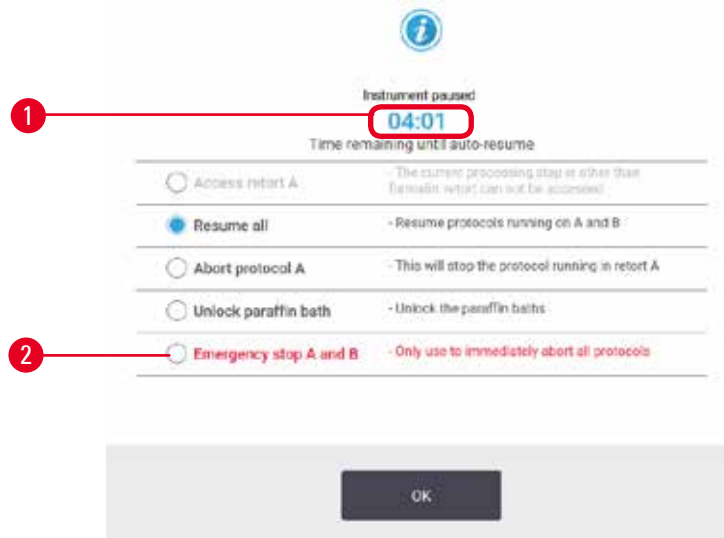 i
Instrument paused
1
04:01
Time remaining until auto-resume
Access retort A
- The current processing step is other than
formalin retort can not be accessed
Resume all
- Resume protocols running on A and B
Abort protocol A
- This will stop the protocol running in retort A
Unlock paraffin bath
- Unlock the paraffin baths
2
Emergency stop A and B
- Only use to immediately abort all protocols
OK